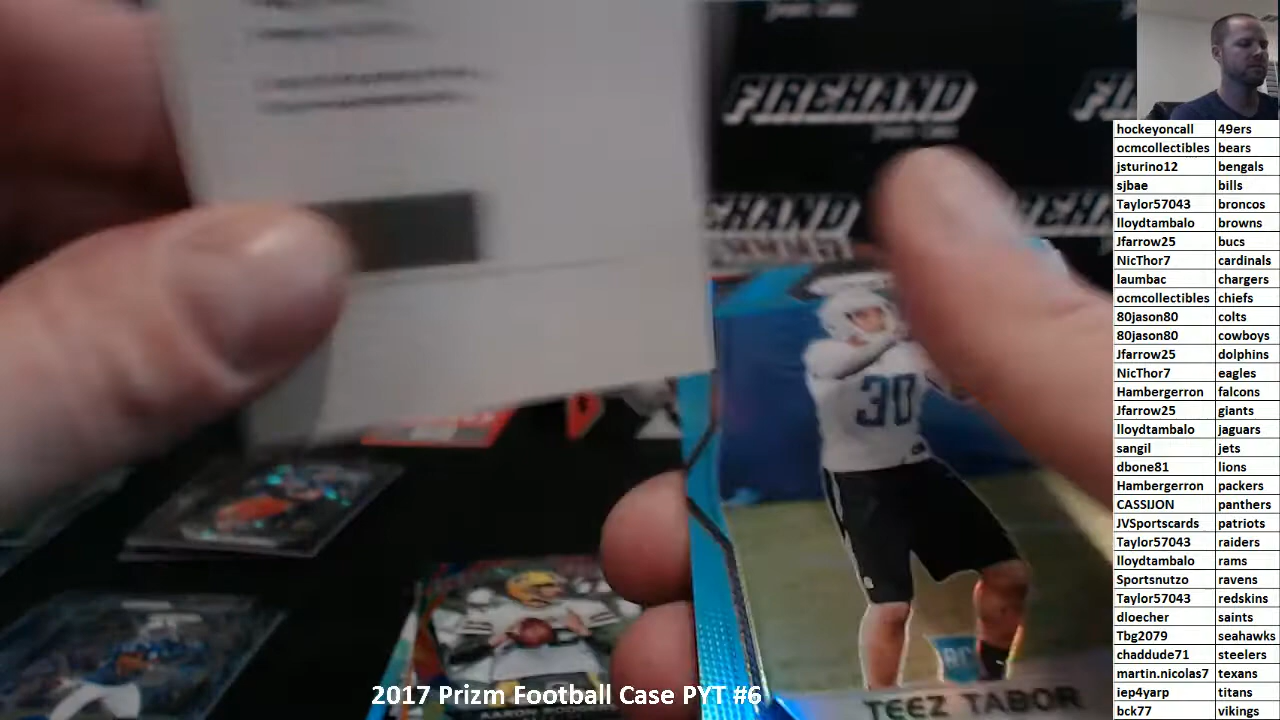 FIREHAND
FIREHAND
30
TEEZ TABOR
AARON RODGERS
2017 Prizm Football Case PYT #6
hockeyoncall 49ers
ocmcollectibles bears
jsturino12 bengals
sjbae bills
Taylor57043 broncos
lloydtambalo browns
Jfarrow25 bucs
NicThor7 cardinals
laumbac chargers
ocmcollectibles chiefs
80jason80 colts
80jason80 cowboys
Jfarrow25 dolphins
NicThor7 eagles
Hambergerron falcons
Jfarrow25 giants
lloydtambalo jaguars
sangil jets
dbone81 lions
Hambergerron packers
CASSIJON panthers
JVSportscards patriots
Taylor57043 raiders
lloydtambalo rams
Sportsnutzo ravens
Taylor57043 redskins
dloecher saints
Tbg2079 seahawks
chaddude71 steelers
martin.nicolas7 texans
iep4yarp titans
bck77 vikings